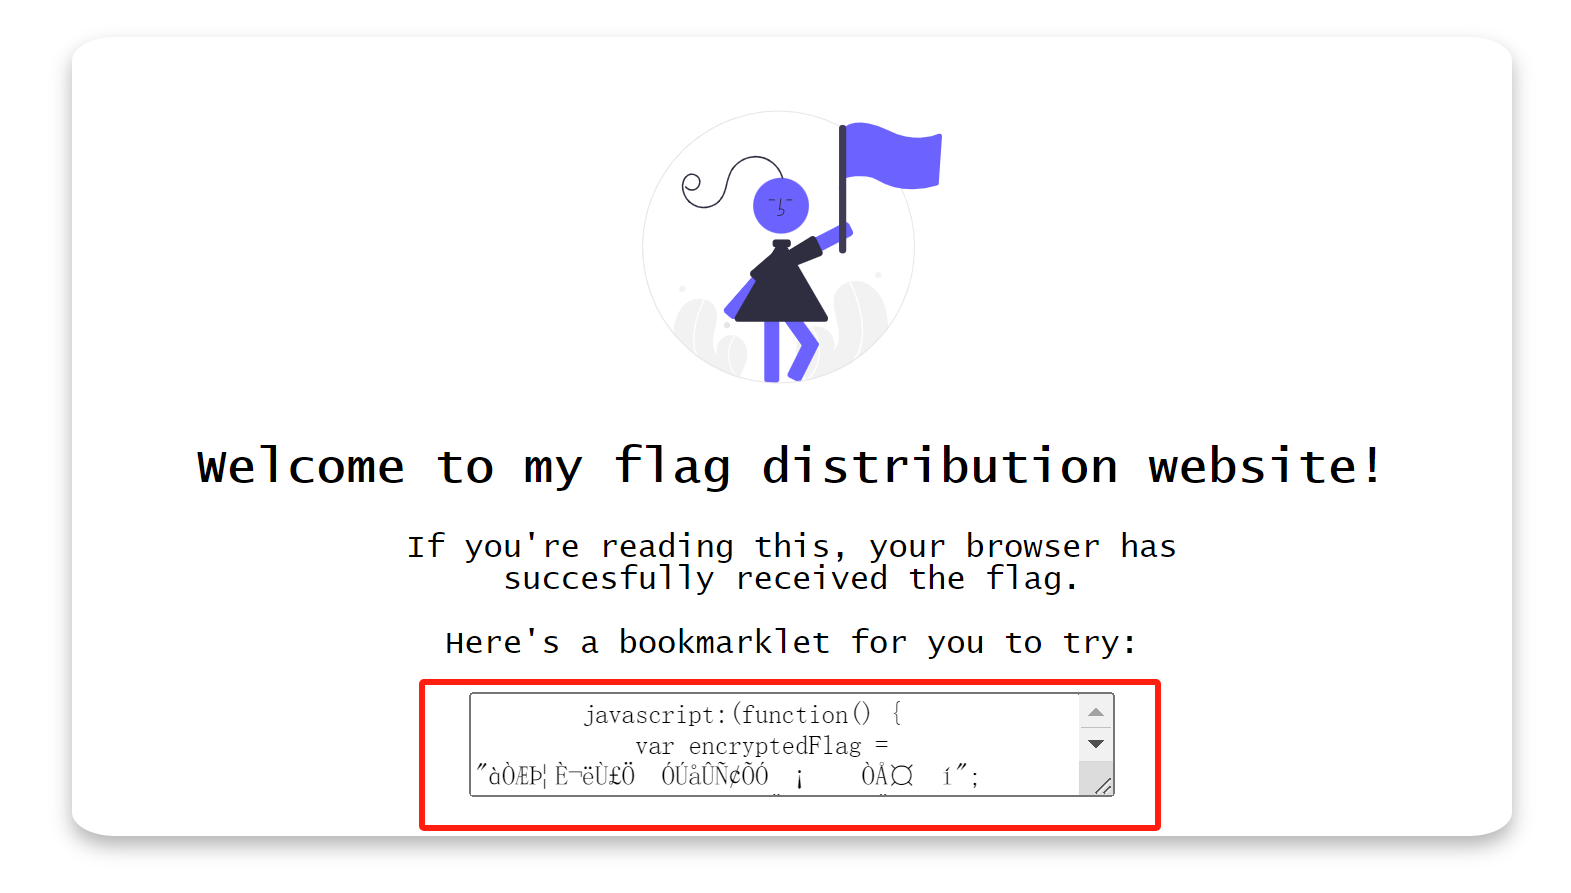 Welcome to my flag distribution website!
If you're reading this, your browser has
succesfully received the flag.
Here's a bookmarklet for you to try:
javascript:(function() {
var encryptedFlag =
"àÒÆÞ¦È¬ëÙ£Ö ÓÚåÛÑ¢ÕÓ ¡ ÒÅ¤ í";